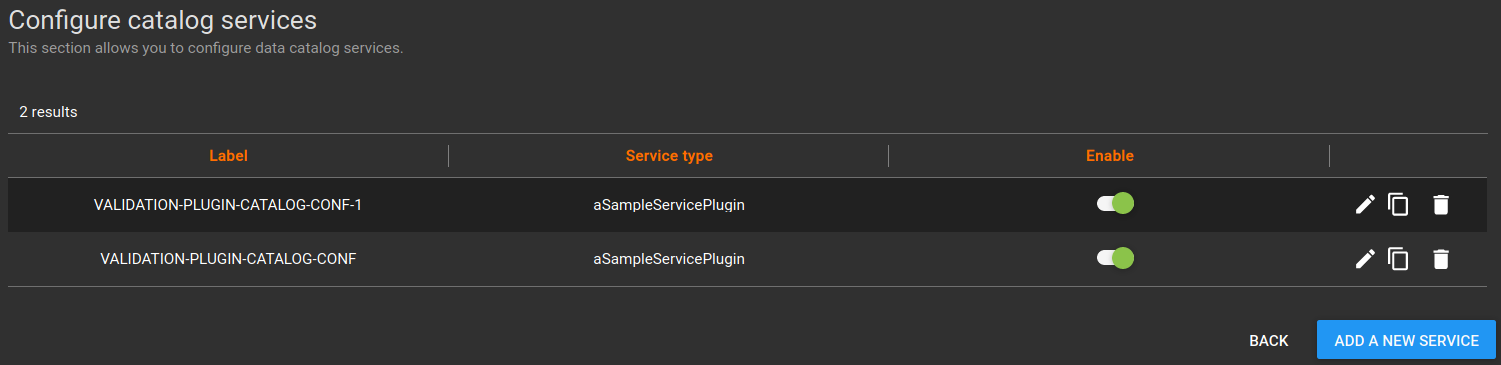 Configure catalog services
This section allows you to configure data catalog services.
2 results
Label Service type Enable
VALIDATION-PLUGIN-CATALOG-CONF-1 aSampleServicePlugin
VALIDATION-PLUGIN-CATALOG-CONF aSampleServicePlugin
BACK ADD A NEW SERVICE